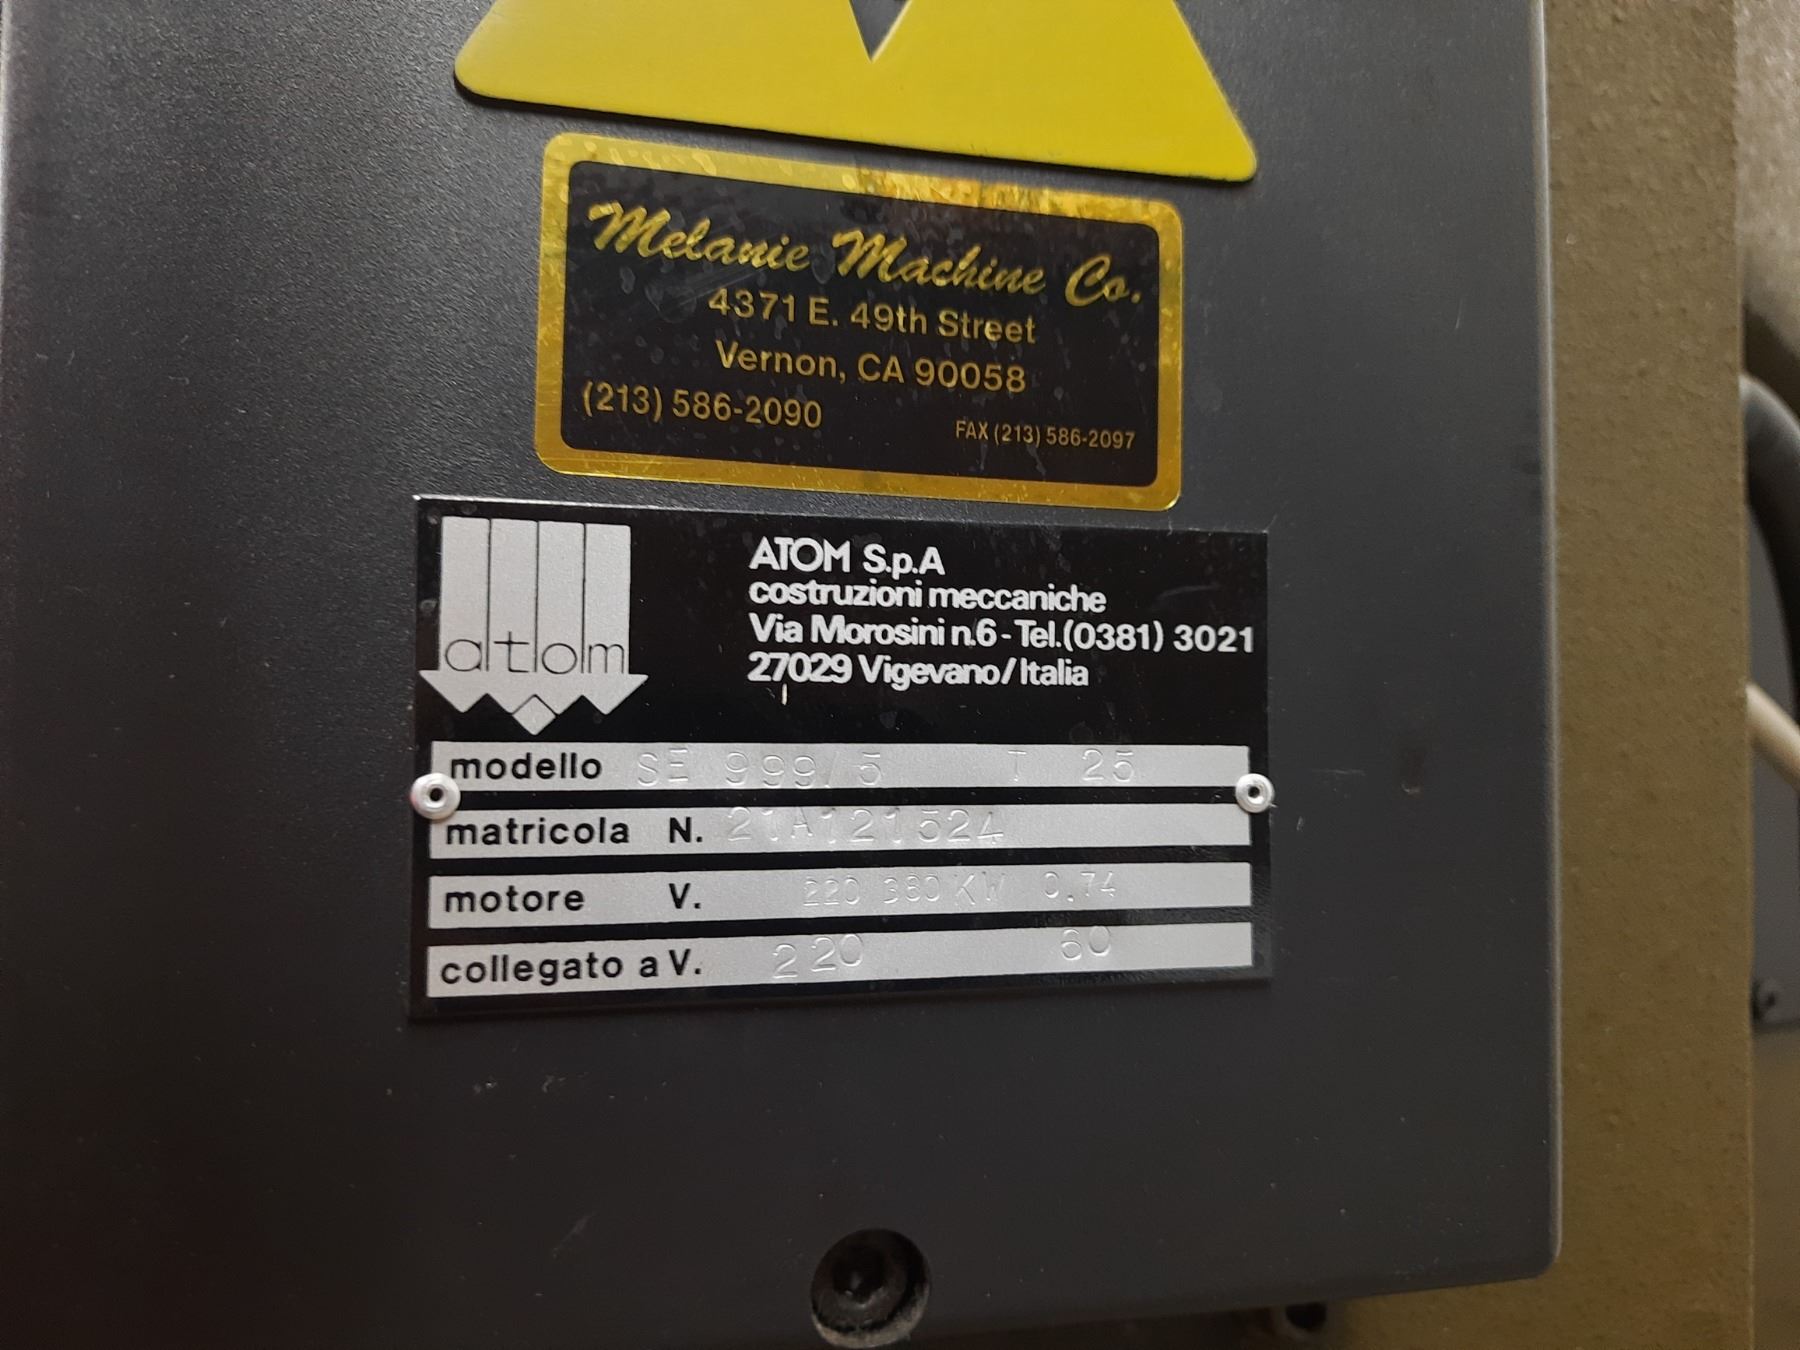 Melanie Machine Co.
4371 E. 49th Street
Vernon, CA 90058
(213) 586-2090 FAX (213) 586-2097
atom
ATOM S.p.A
costruzioni meccaniche
Via Morosini n.6 - Tel.(0381) 3021
27029 Vigevano/Italia
modello SE 999/5 T 25
matricola N. 21A121524
motore V. 220 380 KW 0.74
collegato a V. 220 60